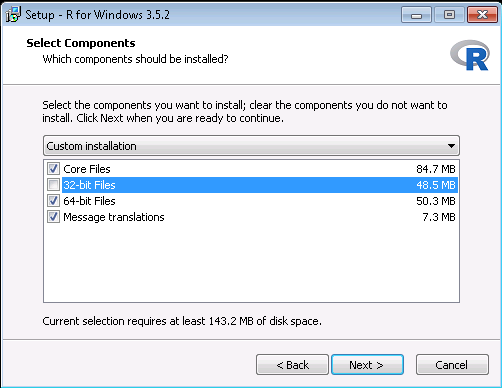 Setup - R for Windows 3.5.2
Select Components
Which components should be installed?
R
Select the components you want to install; clear the components you do not want to
install. Click Next when you are ready to continue.
Custom installation
Core Files 84.7 MB
32-bit Files 48.5 MB
64-bit Files 50.3 MB
Message translations 7.3 MB
Current selection requires at least 143.2 MB of disk space.
< Back Next > Cancel